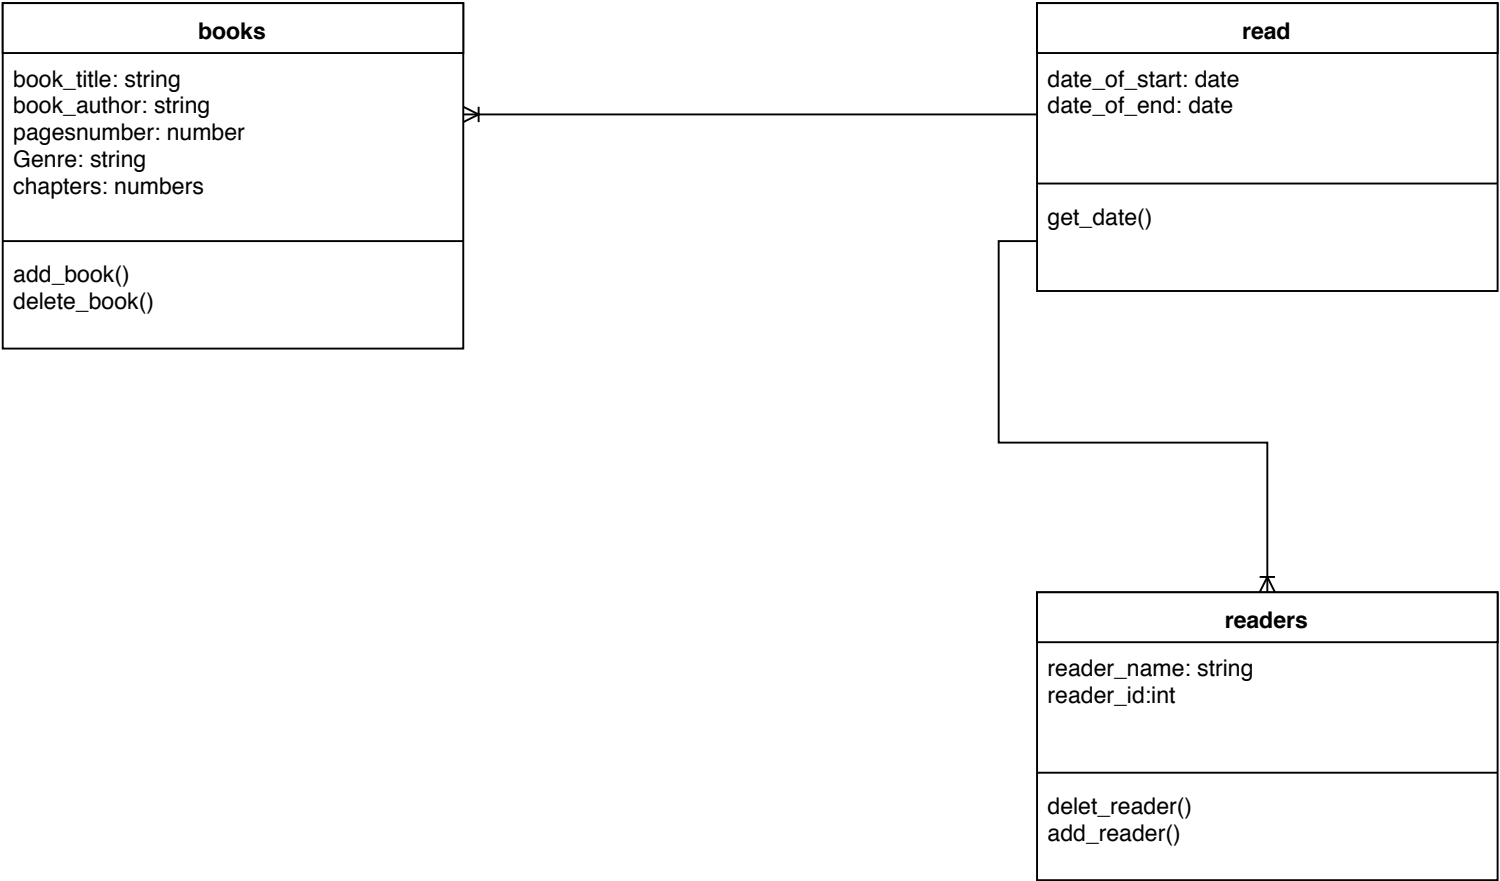 books
book_title: string
book_author: string
pagesnumber: number
Genre: string
chapters: numbers
add_book()
delete_book()
read
date_of_start: date
date_of_end: date
get_date()
readers
reader_name: string
reader_id:int
delet_reader()
add_reader()